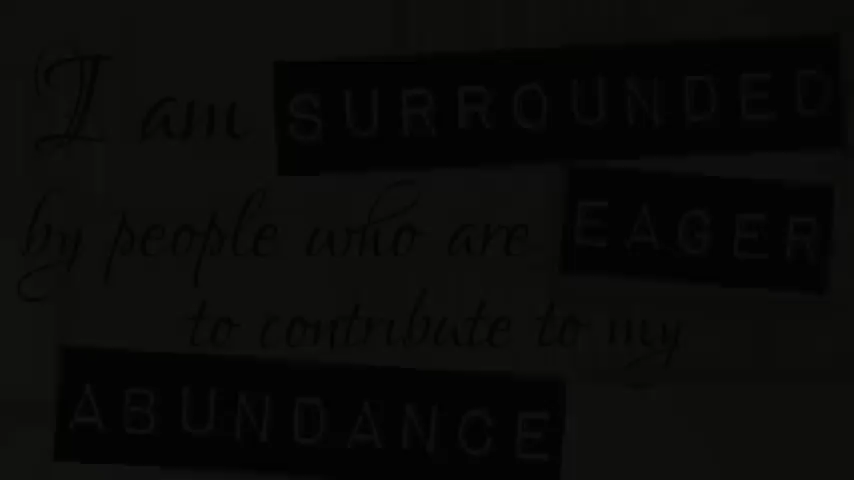 I am SURROUNDED
by people who are EAGER
to contribute to my
ABUNDANCE